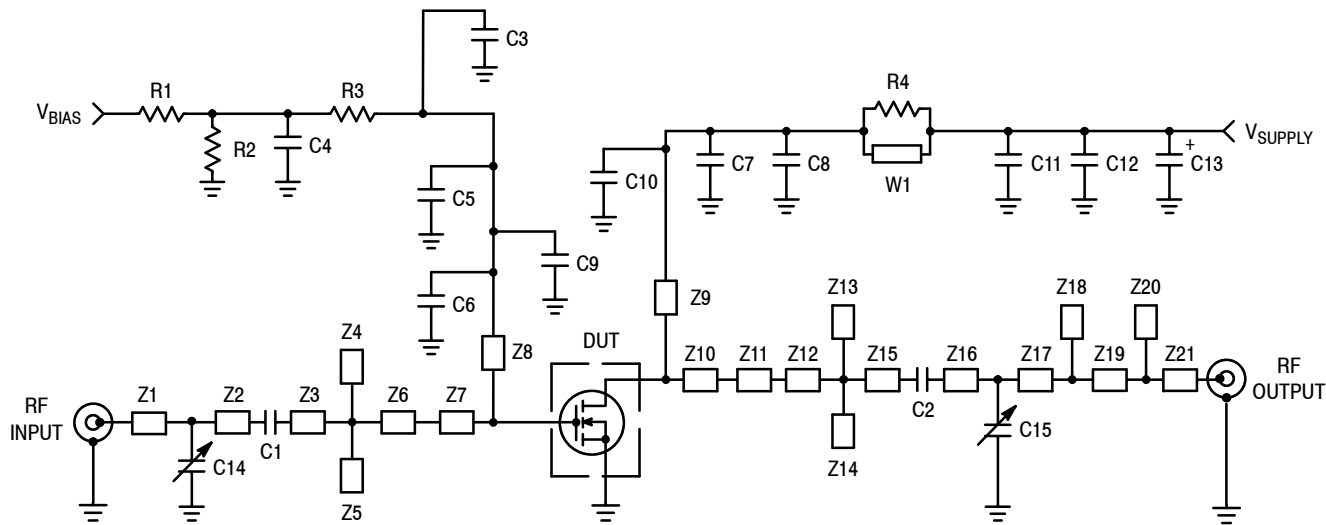 C3
R1
R3
R4
V_BIAS
R2
C4
V_SUPPLY
C7
C8
W1
C11
C12
+
C13
C10
C5
C9
C6
Z9
Z13
Z18
Z20
Z4
Z8
DUT
Z10
Z11
Z12
Z15
Z16
Z17
Z19
Z21
RF
OUTPUT
RF
INPUT
Z1
Z2
Z3
Z6
Z7
C2
C1
C14
C15
Z14
Z5